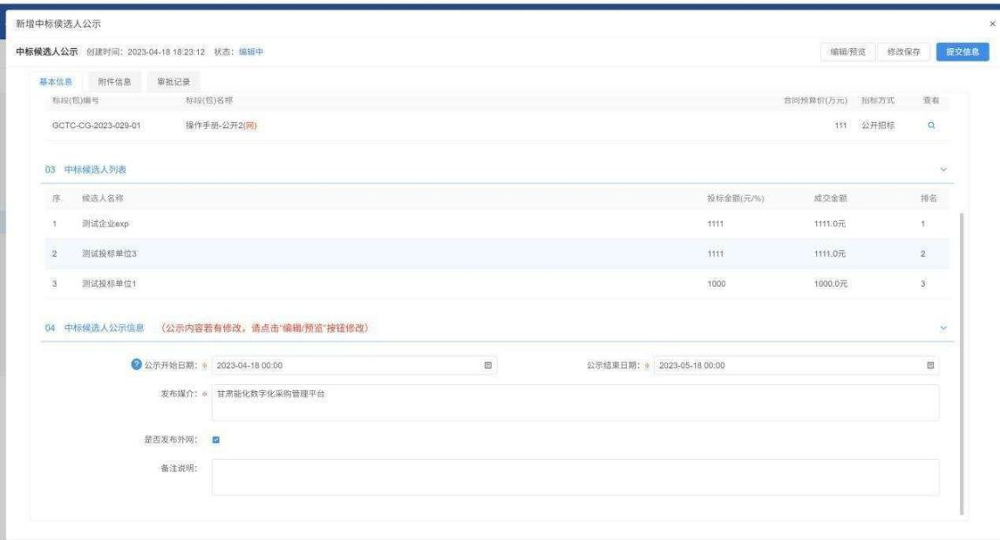 新增中标候选人公示 ×
中标候选人公示 创建时间：2023-04-18 18:23:12 状态：编辑中 编辑/预览 修改保存 提交信息
基本信息 附件信息 审批记录
标段(包)编号 标段(包)名称 合同预算价(万元) 招标方式 查看
GCTC-CG-2023-029-01 操作手册-公开2(网) 111 公开招标
03 中标候选人列表
序 候选人名称 投标金额(元/%) 成交金额 排名
1 测试企业exp 1111 1111.0元 1
2 测试投标单位3 1111 1111.0元 2
3 测试投标单位1 1000 1000.0元 3
04 中标候选人公示信息 （公示内容若有修改，请点击“编辑/预览”按钮修改）
? 公示开始日期：※ 2023-04-18 00:00 公示结束日期：※ 2023-05-18 00:00
发布媒介：※ 甘肃能化数字化采购管理平台
是否发布外网：
备注说明：